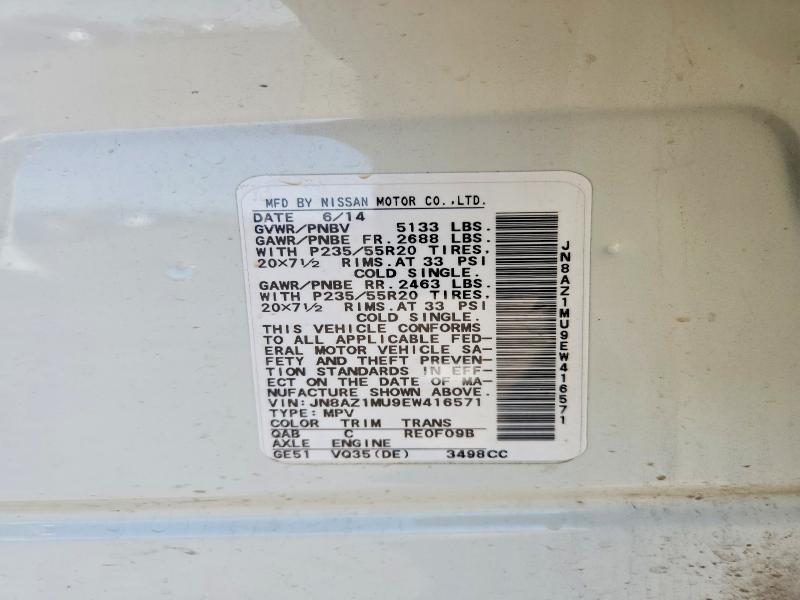 MFD BY NISSAN MOTOR CO.,LTD.
DATE 6/14
GVWR/PNBV 5133 LBS.
GAWR/PNBE FR. 2688 LBS.
WITH P235/55R20 TIRES,
20×7½ RIMS.AT 33 PSI
COLD SINGLE.
GAWR/PNBE RR. 2463 LBS.
WITH P235/55R20 TIRES,
20×7½ RIMS.AT 33 PSI
COLD SINGLE.
THIS VEHICLE CONFORMS
TO ALL APPLICABLE FED-
ERAL MOTOR VEHICLE SA-
FETY AND THEFT PREVEN-
TION STANDARDS IN EFF-
ECT ON THE DATE OF MA-
NUFACTURE SHOWN ABOVE.
VIN: JN8AZ1MU9EW416571
TYPE: MPV
COLOR TRIM TRANS
QAB C RE0F09B
AXLE ENGINE
GE51 VQ35(DE) 3498CC
JN8AZ1MU9EW416571